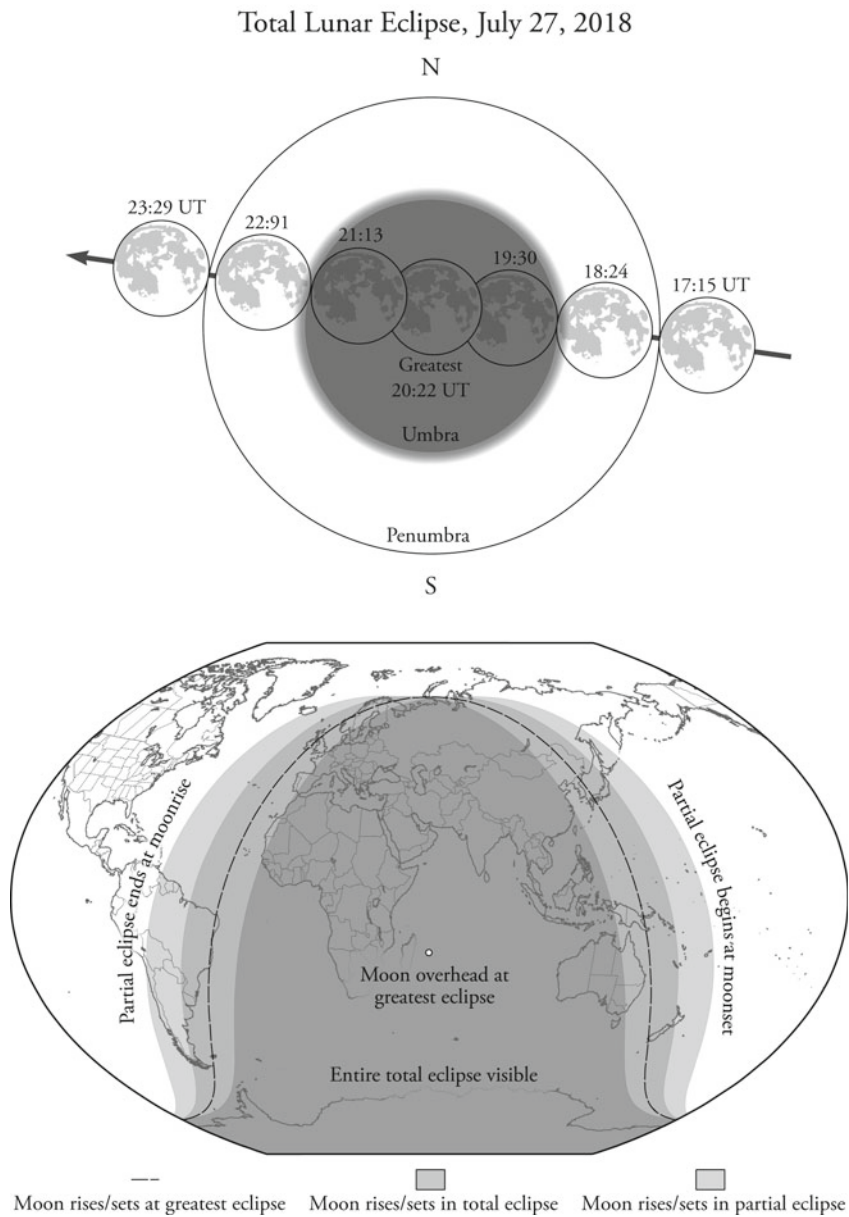 Total Lunar Eclipse, July 27, 2018
N
23:29 UT
22:91
21:13
19:30
18:24
17:15 UT
Greatest
20:22 UT
Umbra
Penumbra
S
Partial eclipse ends at moonrise
Partial eclipse begins at moonset
Moon overhead at
greatest eclipse
Entire total eclipse visible
Moon rises/sets at greatest eclipse
Moon rises/sets in total eclipse
Moon rises/sets in partial eclipse